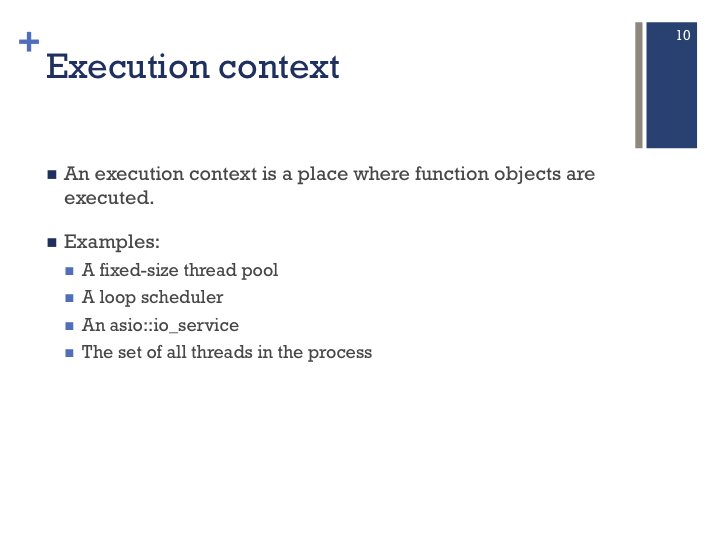 10
+
Execution context
■ An execution context is a place where function objects are
executed.
■ Examples:
■ A fixed-size thread pool
■ A loop scheduler
■ An asio::io_service
■ The set of all threads in the process